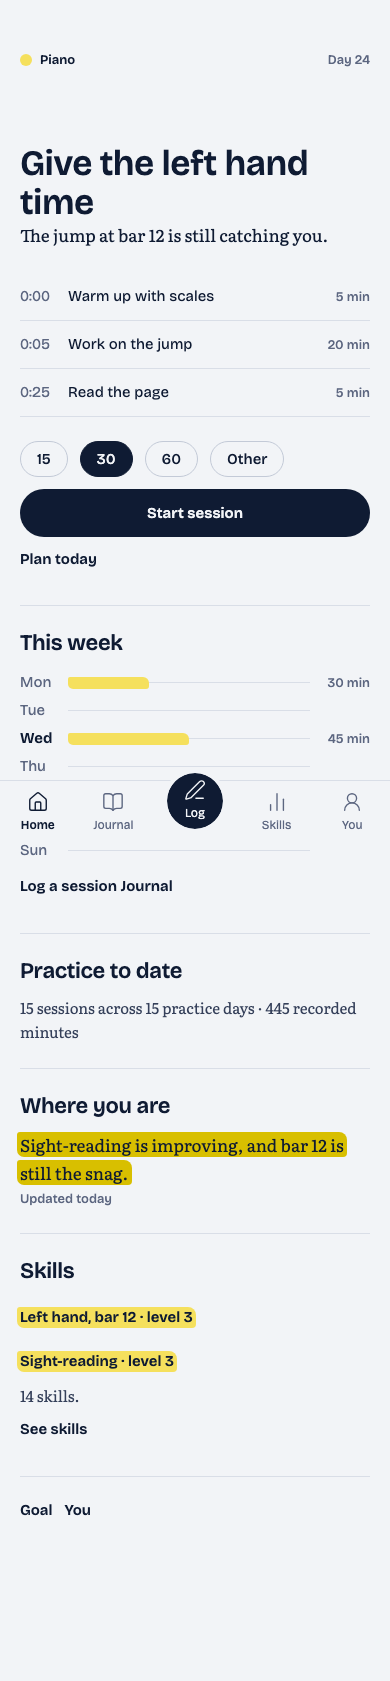 Piano
Day 24
Give the left hand
time
The jump at bar 12 is still catching you.
0:00 Warm up with scales 5 min
0:05 Work on the jump 20 min
0:25 Read the page 5 min
15 30 60 Other
Start session
Plan today
This week
Mon 30 min
Tue
Wed 45 min
Thu
Home Journal Log Skills You
Sun
Log a session Journal
Practice to date
15 sessions across 15 practice days · 445 recorded
minutes
Where you are
Sight-reading is improving, and bar 12 is
still the snag.
Updated today
Skills
Left hand, bar 12 · level 3
Sight-reading · level 3
14 skills.
See skills
Goal You